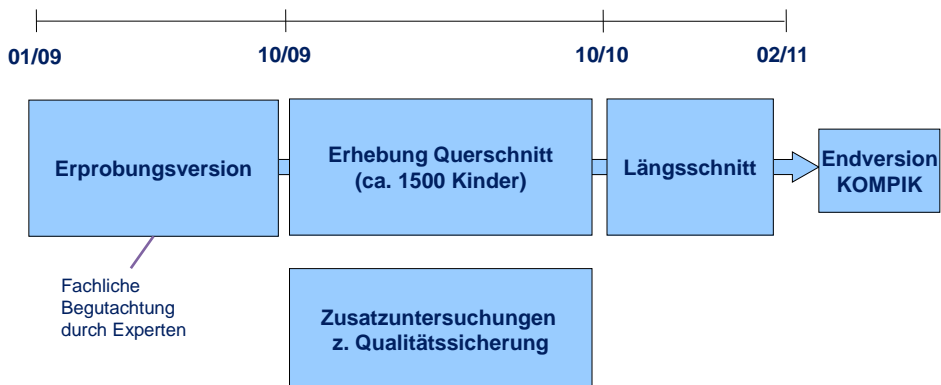 01/09
10/09
10/10
02/11
Erprobungsversion
Erhebung Querschnitt
(ca. 1500 Kinder)
Längsschnitt
Endversion
KOMPIK
Fachliche
Begutachtung
durch Experten
Zusatzuntersuchungen
z. Qualitätssicherung